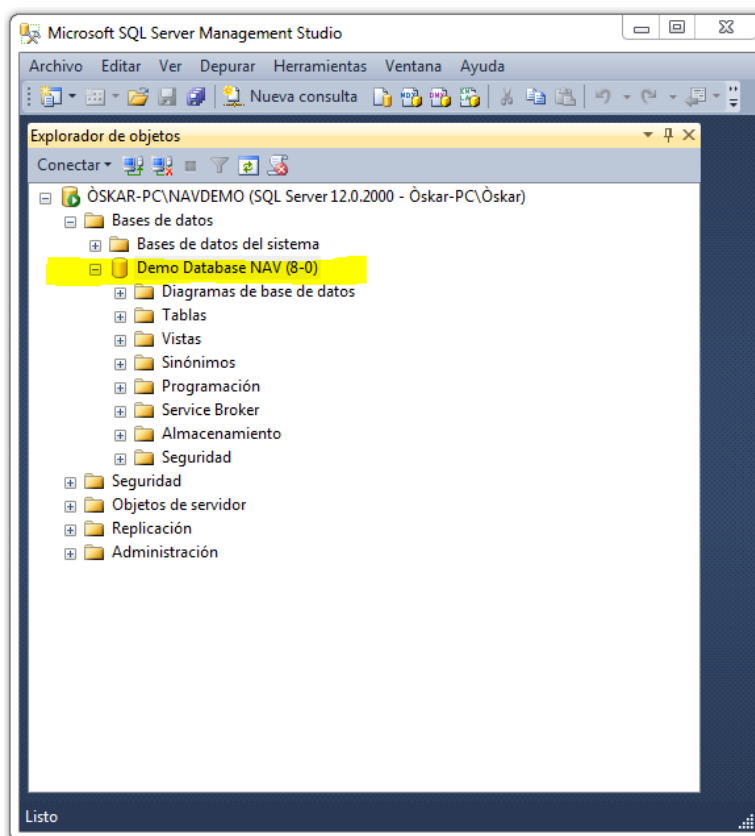 Microsoft SQL Server Management Studio
Archivo Editar Ver Depurar Herramientas Ventana Ayuda
Nueva consulta
Explorador de objetos
Conectar
ÒSKAR-PC\NAVDEMO (SQL Server 12.0.2000 - Òskar-PC\Òskar)
Bases de datos
Bases de datos del sistema
Demo Database NAV (8-0)
Diagramas de base de datos
Tablas
Vistas
Sinónimos
Programación
Service Broker
Almacenamiento
Seguridad
Seguridad
Objetos de servidor
Replicación
Administración
Listo